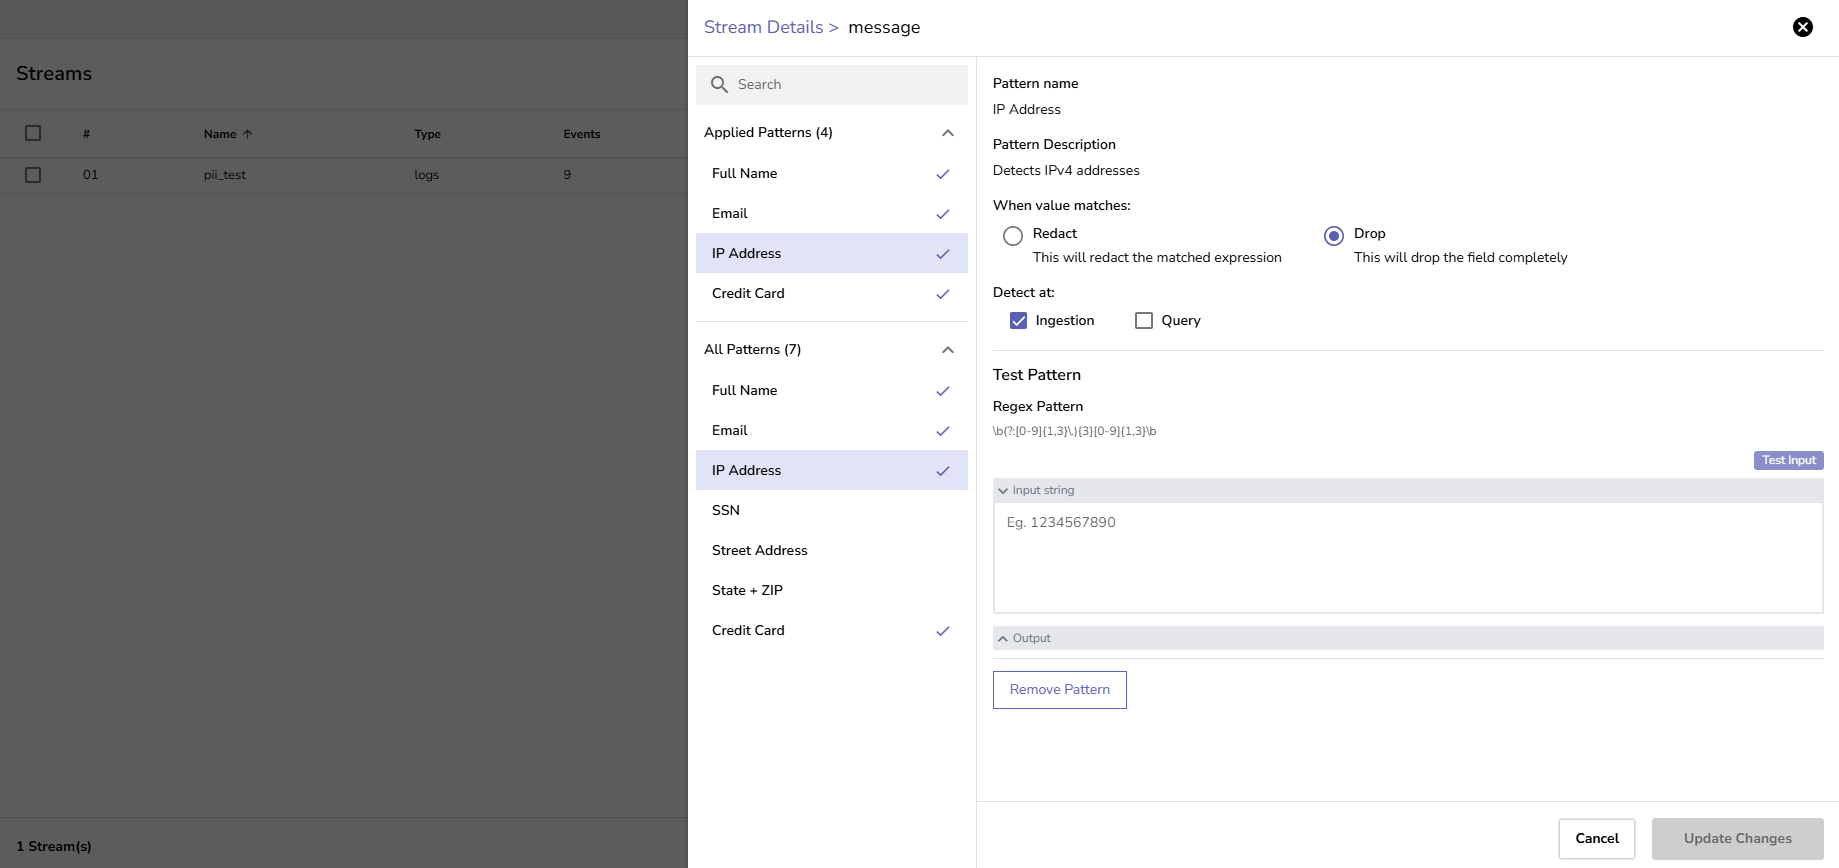 Streams
# Name Type Events
01 pii_test logs 9
1 Stream(s)
Stream Details > message
Search
Applied Patterns (4)
Full Name
Email
IP Address
Credit Card
All Patterns (7)
Full Name
Email
IP Address
SSN
Street Address
State + ZIP
Credit Card
Pattern name
IP Address
Pattern Description
Detects IPv4 addresses
When value matches:
Redact
This will redact the matched expression
Drop
This will drop the field completely
Detect at:
Ingestion Query
Test Pattern
Regex Pattern
\b(?:[0-9]{1,3}\.){3}[0-9]{1,3}\b
Test Input
Input string
Eg. 1234567890
Output
Remove Pattern
Cancel Update Changes